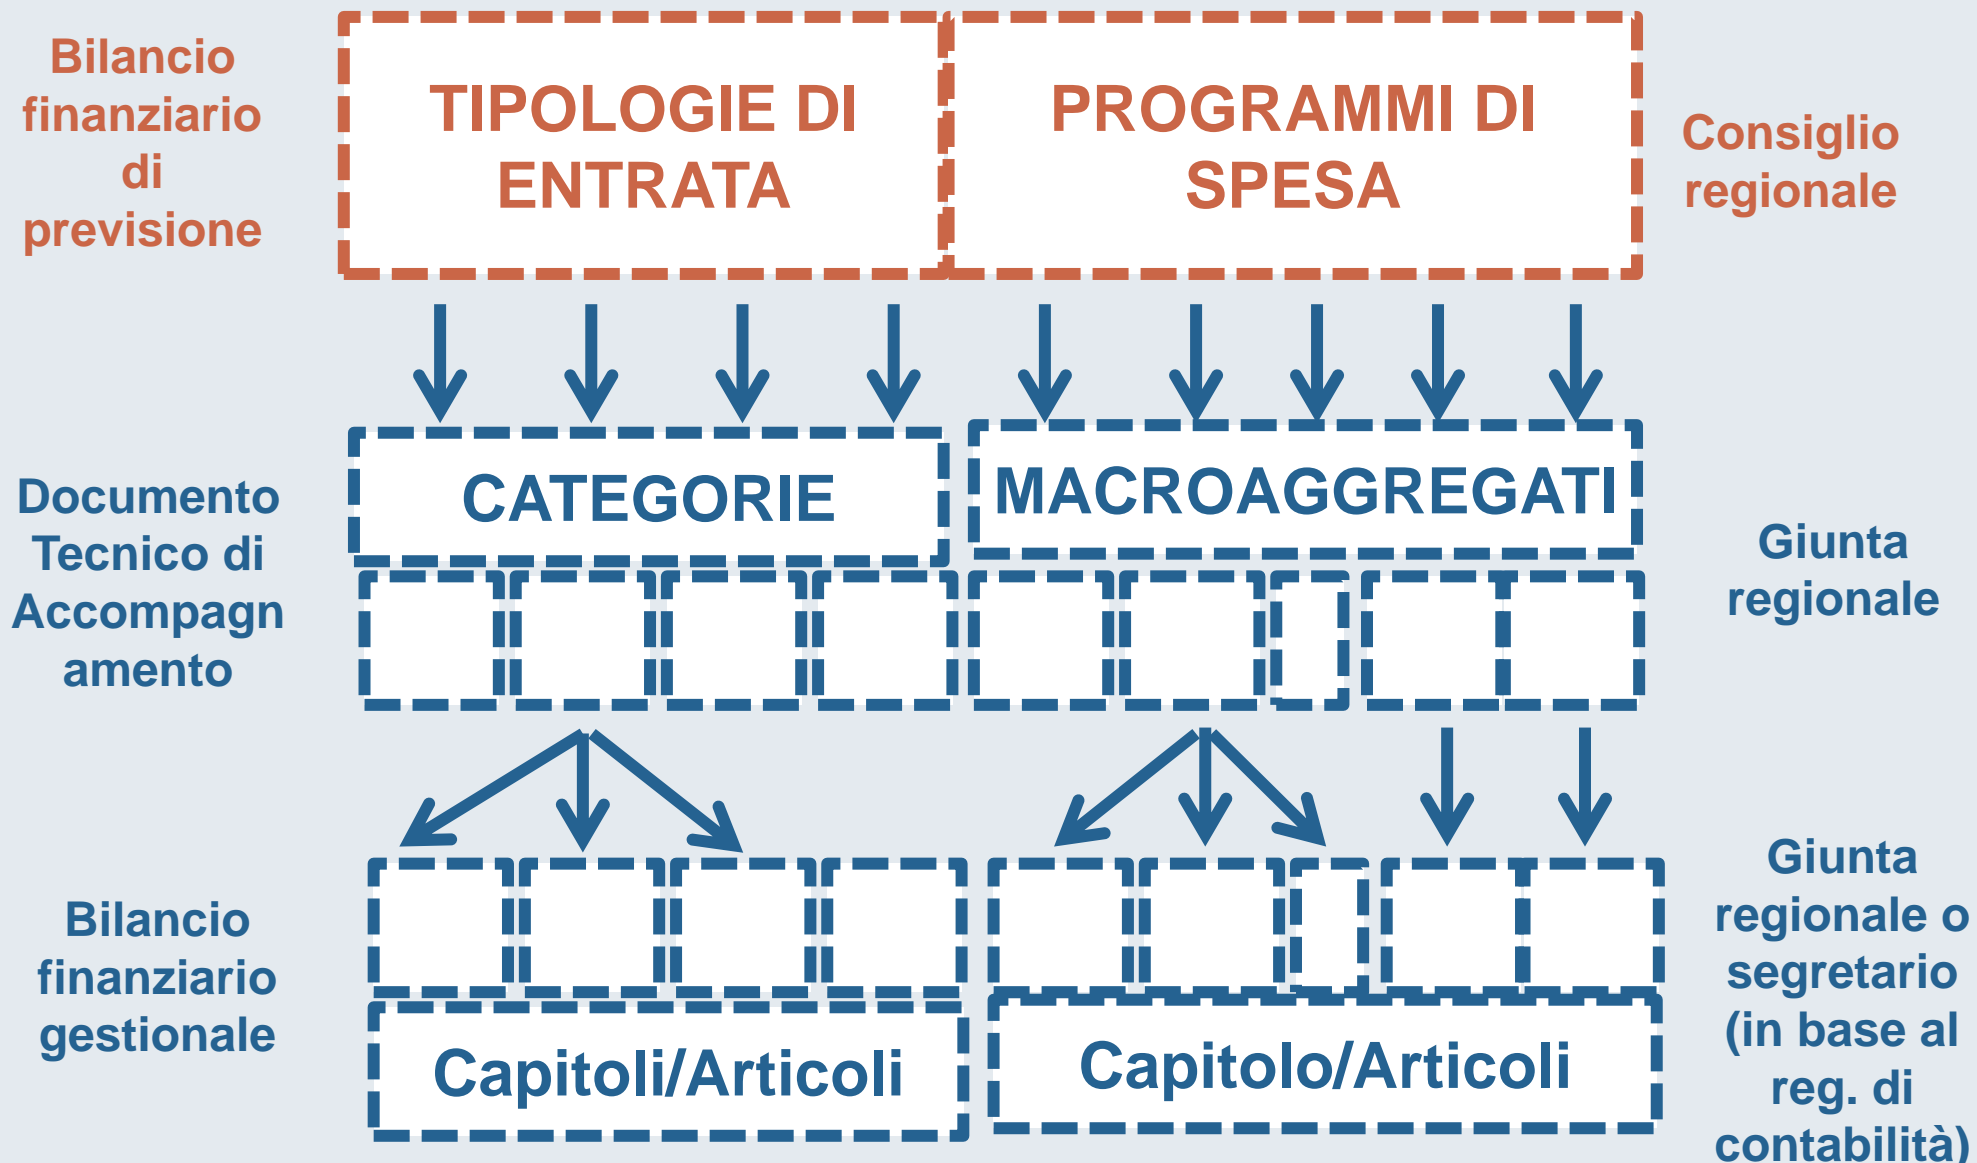 Bilancio
finanziario
di
previsione
TIPOLOGIE DI
ENTRATA
PROGRAMMI DI
SPESA
Consiglio
regionale
Documento
Tecnico di
Accompagn
amento
CATEGORIE
MACROAGGREGATI
Giunta
regionale
Bilancio
finanziario
gestionale
Capitoli/Articoli
Capitolo/Articoli
Giunta
regionale o
segretario
(in base al
reg. di
contabilità)